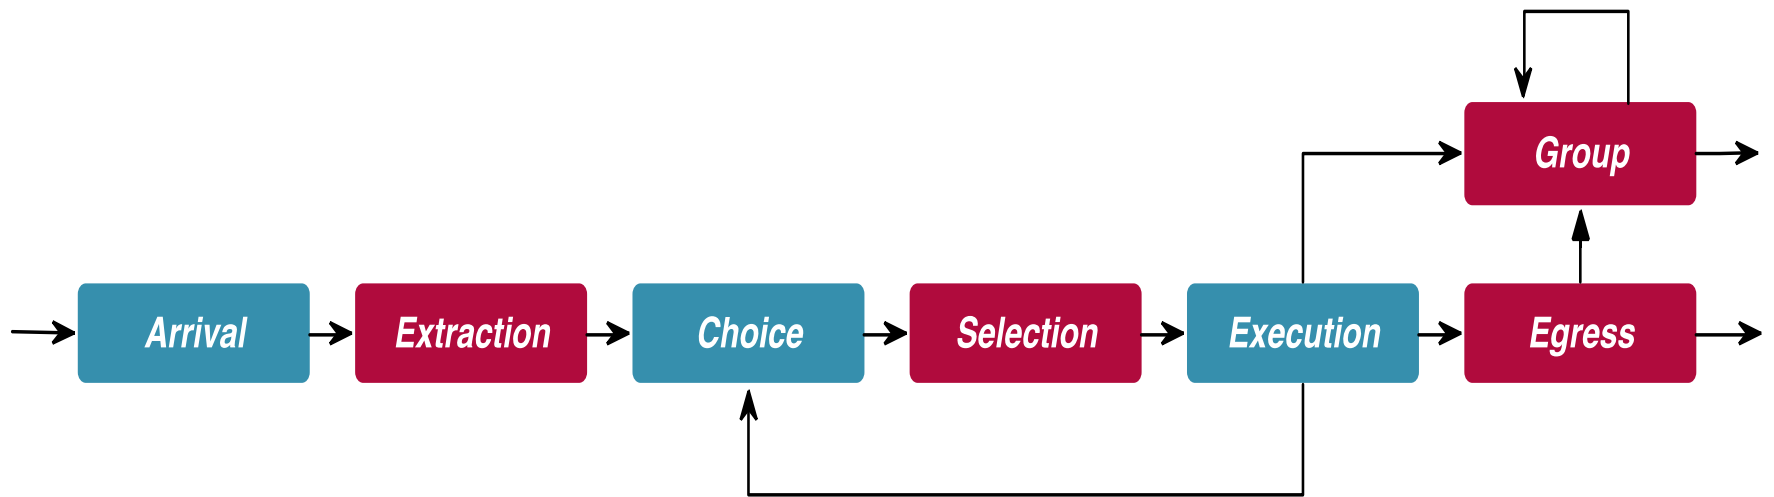 Group
Arrival
Extraction
Choice
Selection
Execution
Egress